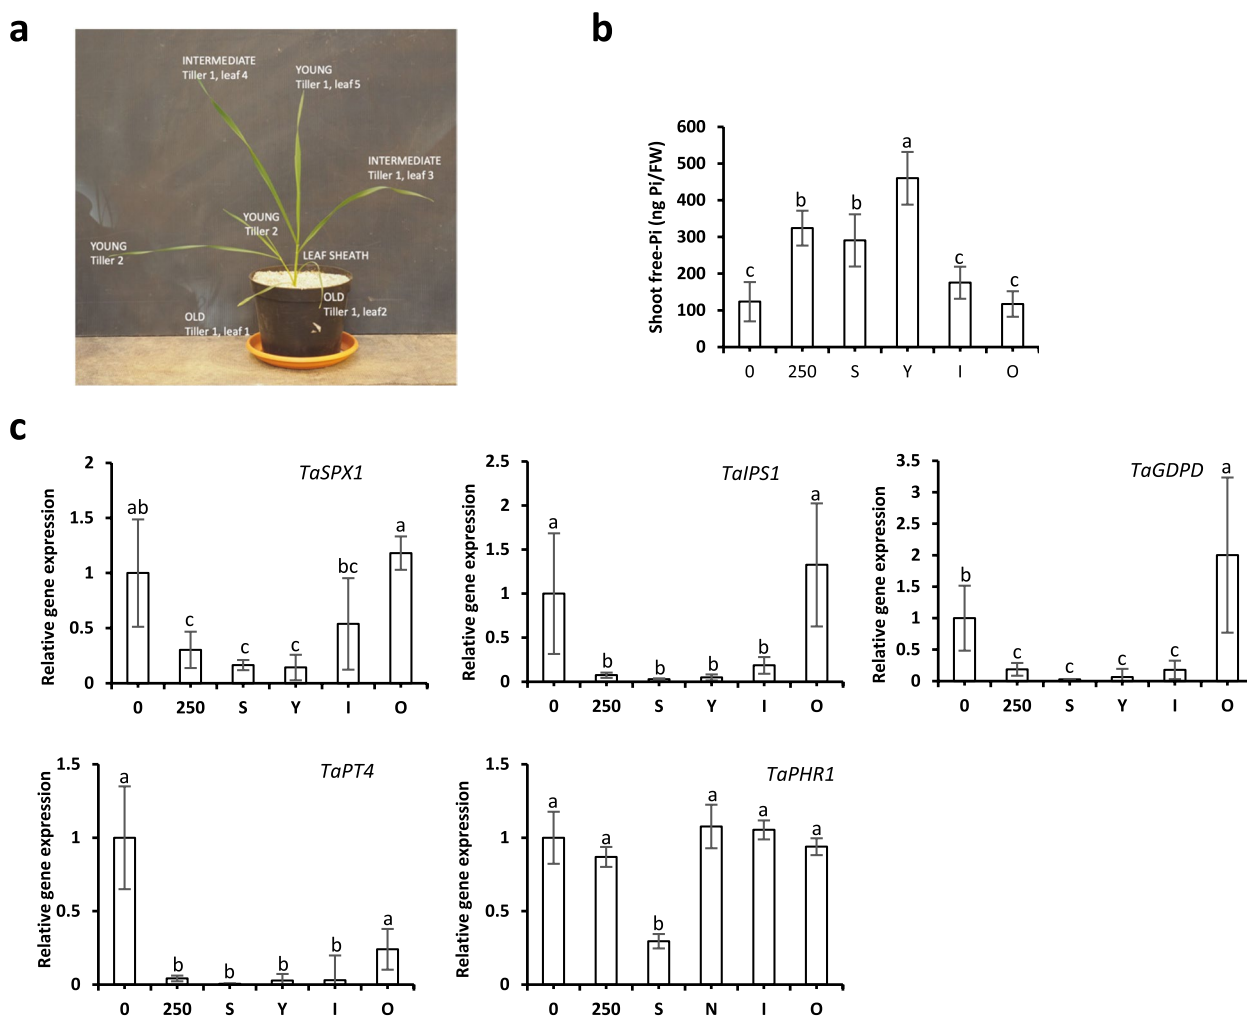 a
INTERMEDIATE
Tiller 1, leaf 4
YOUNG
Tiller 1, leaf 5
INTERMEDIATE
Tiller 1, leaf 3
YOUNG
Tiller 2
YOUNG
Tiller 2
LEAF SHEATH
OLD
Tiller 1, leaf2
OLD
Tiller 1, leaf 1
b
Shoot free-Pi (ng Pi/FW)
600
500
400
300
200
100
0
c
b
b
a
c
c
0 250 S Y I O
c
TaSPX1
Relative gene expression
2
1.5
1
0.5
0
ab
c
c
c
bc
a
0 250 S Y I O
TaIPS1
Relative gene expression
2.5
2
1.5
1
0.5
0
a
b
b
b
b
a
0 250 S Y I O
TaGDPD
Relative gene expression
3.5
3
2.5
2
1.5
1
0.5
0
b
c
c
c
c
a
0 250 S Y I O
TaPT4
Relative gene expression
1.5
1
0.5
0
a
b
b
b
b
a
0 250 S Y I O
TaPHR1
Relative gene expression
1.5
1
0.5
0
a
a
b
a
a
a
0 250 S N I O